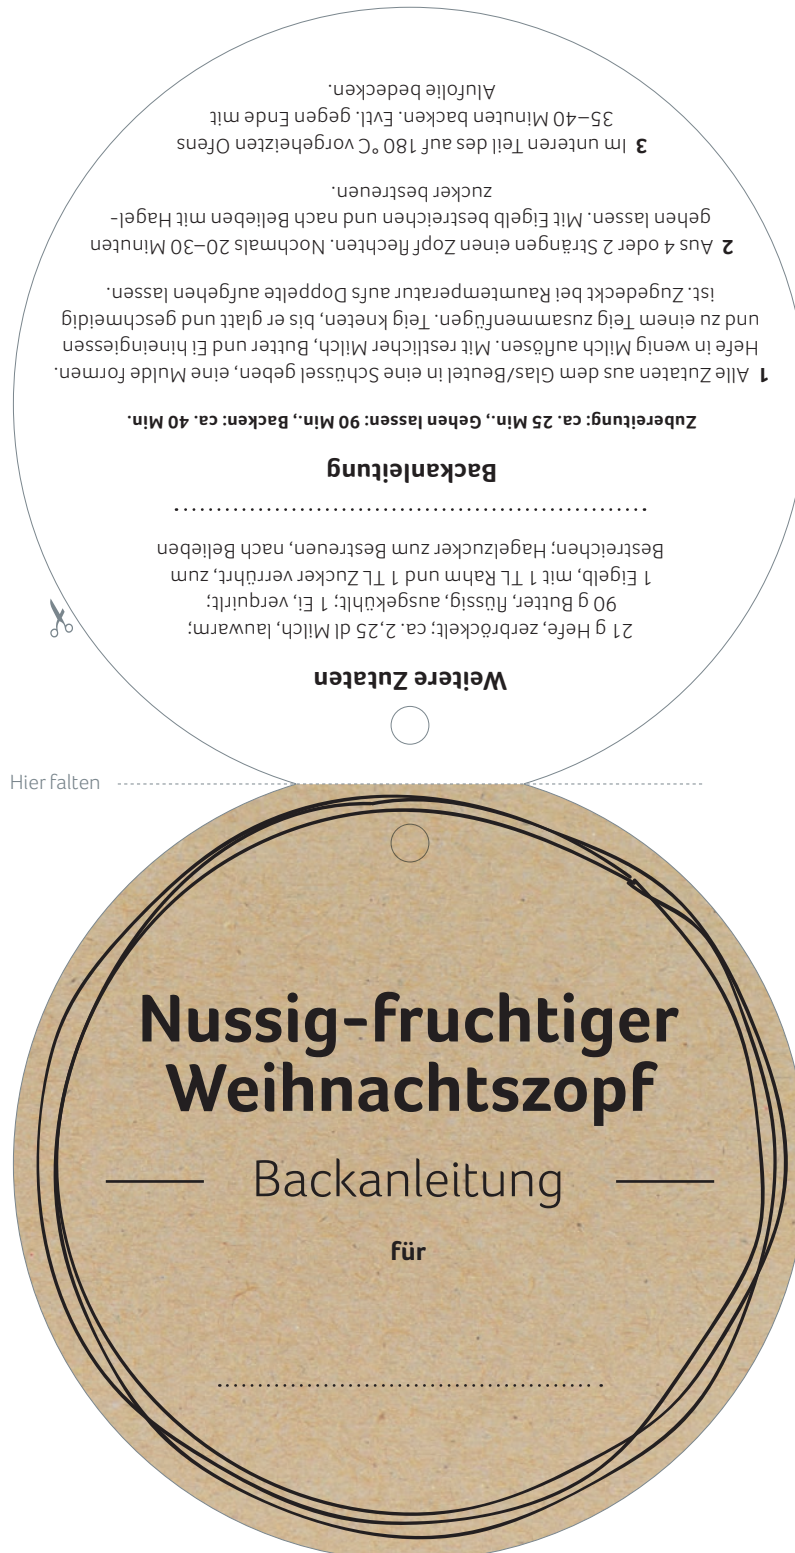 Weitere Zutaten
21 g Hefe, zerbröckelt; ca. 2,25 dl Milch, lauwarm;
90 g Butter, flüssig, ausgekühlt; 1 Ei, verquirlt;
1 Eigelb, mit 1 TL Rahm und 1 TL Zucker verrührt, zum
Bestreichen; Hagelzucker zum Bestreuen, nach Belieben
Backanleitung
Zubereitung: ca. 25 Min., Gehen lassen: 90 Min., Backen: ca. 40 Min.
1 Alle Zutaten aus dem Glas/Beutel in eine Schüssel geben, eine Mulde formen.
Hefe in wenig Milch auflösen. Mit restlicher Milch, Butter und Ei hineingiessen
und zu einem Teig zusammenfügen. Teig kneten, bis er glatt und geschmeidig
ist. Zugedeckt bei Raumtemperatur aufs Doppelte aufgehen lassen.
2 Aus 4 oder 2 Strängen einen Zopf flechten. Nochmals 20–30 Minuten
gehen lassen. Mit Eigelb bestreichen und nach Belieben mit Hagel-
zucker bestreuen.
3 Im unteren Teil des auf 180 °C vorgeheizten Ofens
35–40 Minuten backen. Evtl. gegen Ende mit
Alufolie bedecken.
Hier falten
Nussig-fruchtiger
Weihnachtszopf
Backanleitung
für